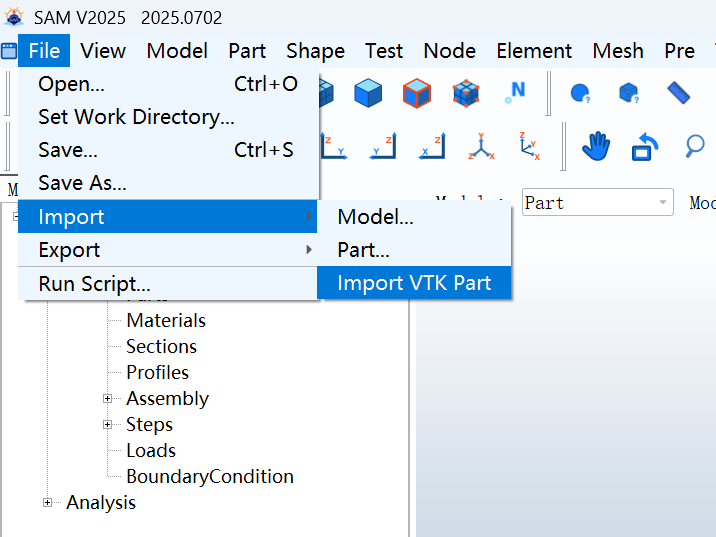 SAM V2025 2025.0702
File View Model Part Shape Test Node Element Mesh Pre
Open... Ctrl+O
Set Work Directory...
Save... Ctrl+S
Save As...
Import
Export
Run Script...
Model...
Part...
Import VTK Part
Part
N
Z
Y
Z
Y
Z
X
Y
Z
X
Z
Y
X
Materials
Sections
Profiles
Assembly
Steps
Loads
BoundaryCondition
Analysis